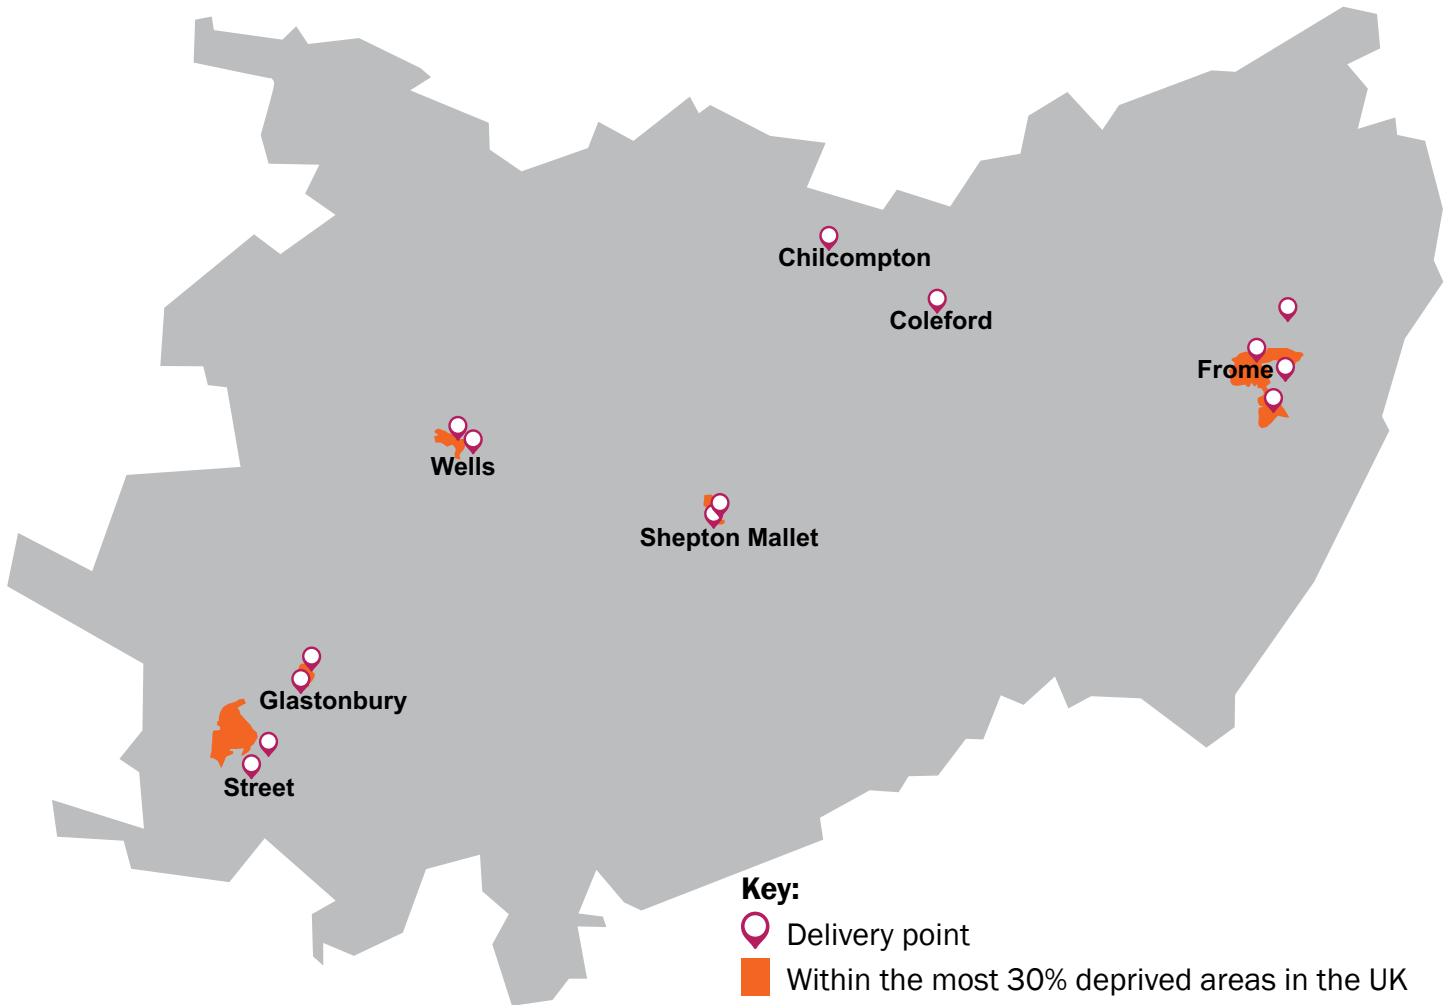 Chilcompton
Coleford
Frome
Wells
Shepton Mallet
Glastonbury
Street
Key:
Delivery point
Within the most 30% deprived areas in the UK